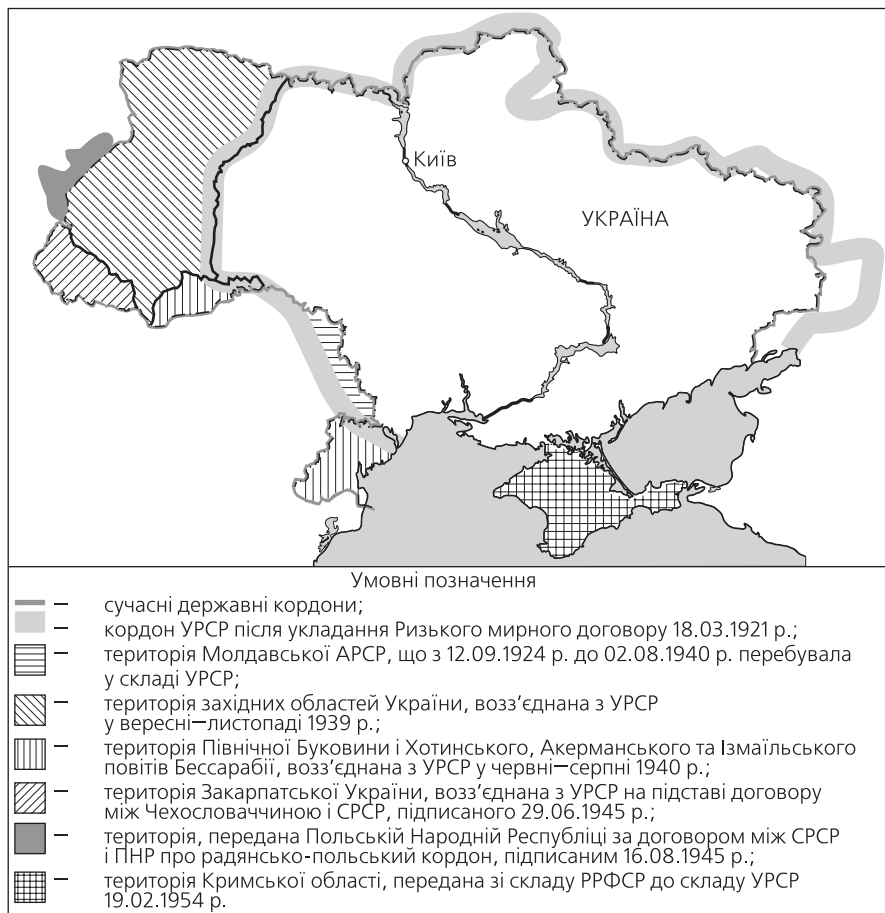 Київ
УКРАЇНА
Умовні позначення
— сучасні державні кордони;
— кордон УРСР після укладання Ризького мирного договору 18.03.1921 р.;
— територія Молдавської АРСР, що з 12.09.1924 р. до 02.08.1940 р. перебувала
у складі УРСР;
— територія західних областей України, возз'єднана з УРСР
у вересні—листопаді 1939 р.;
— територія Північної Буковини і Хотинського, Акерманського та Ізмаїльського
повітів Бессарабії, возз'єднана з УРСР у червні—серпні 1940 р.;
— територія Закарпатської України, возз'єднана з УРСР на підставі договору
між Чехословаччиною і СРСР, підписаного 29.06.1945 р.;
— територія, передана Польській Народній Республіці за договором між СРСР
і ПНР про радянсько-польський кордон, підписаним 16.08.1945 р.;
— територія Кримської області, передана зі складу РРФСР до складу УРСР
19.02.1954 р.